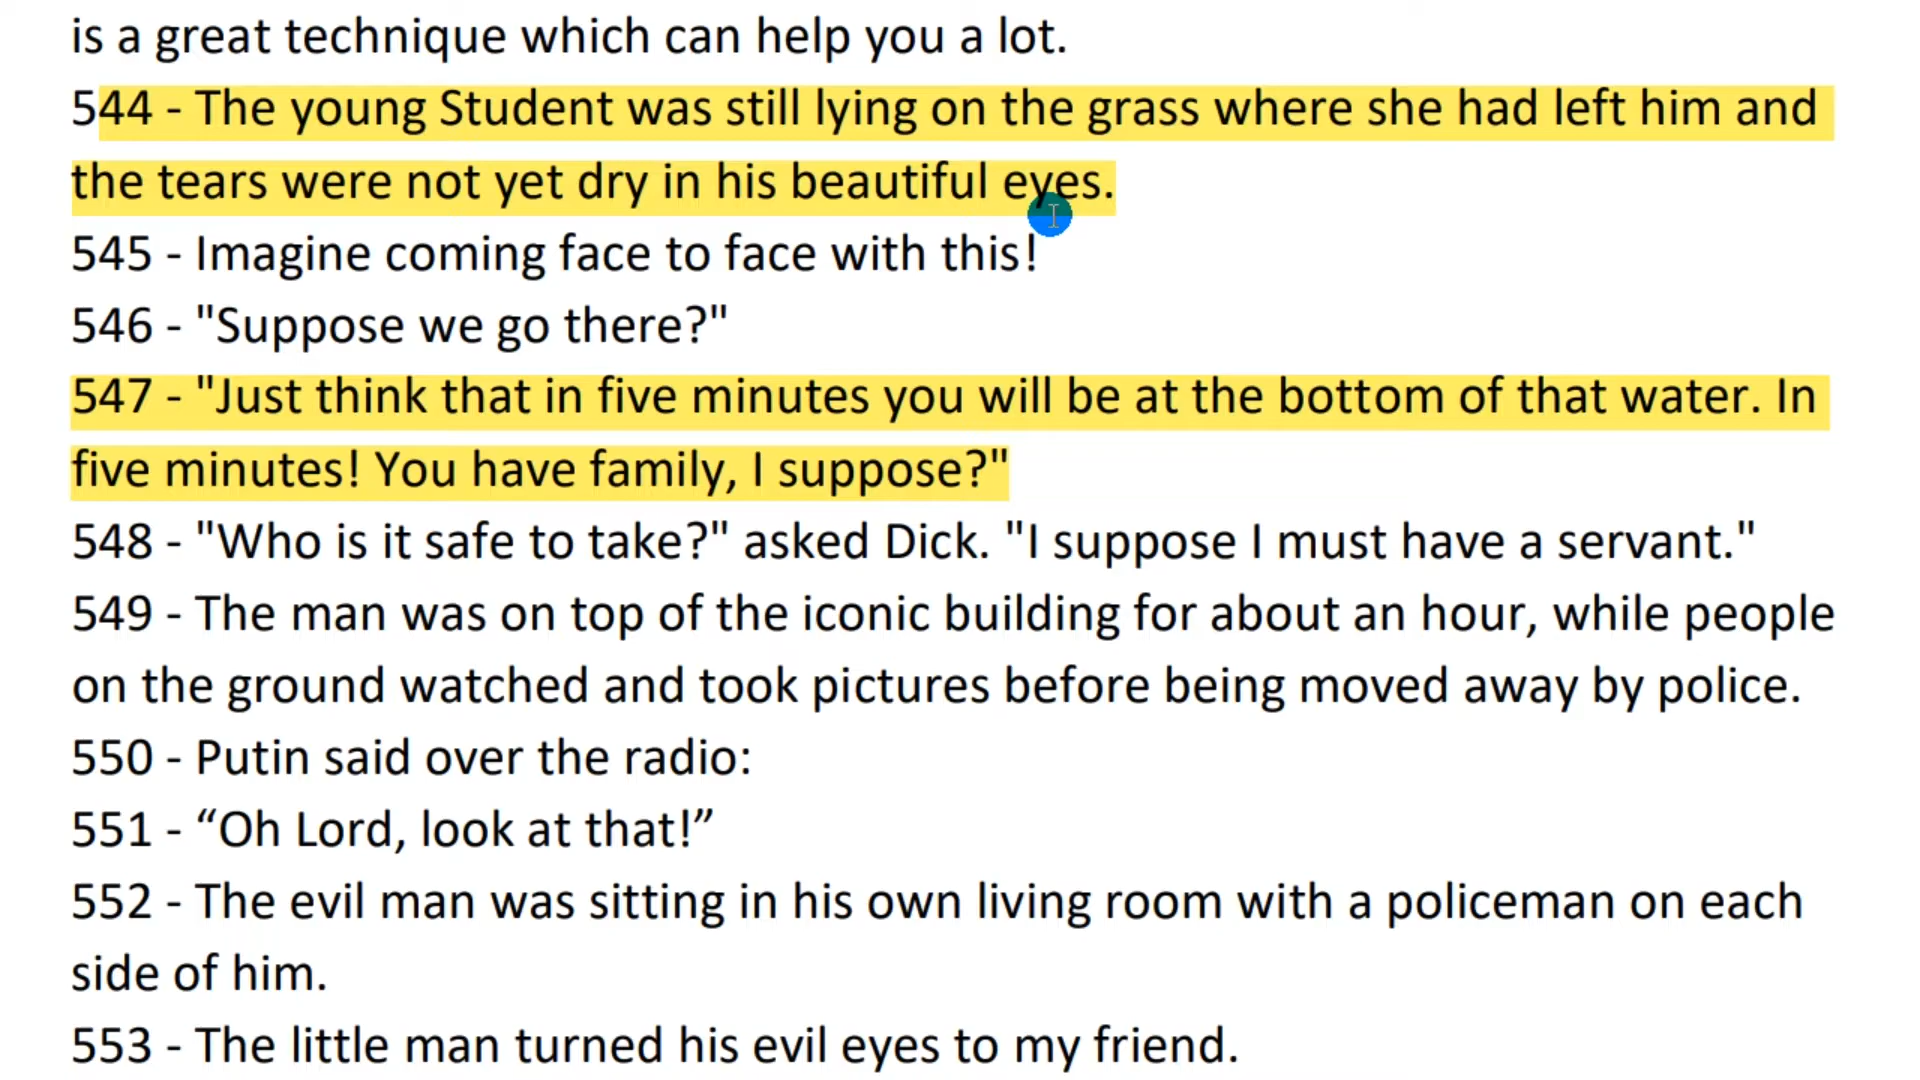 is a great technique which can help you a lot.
544 - The young Student was still lying on the grass where she had left him and
the tears were not yet dry in his beautiful eyes.
545 - Imagine coming face to face with this!
546 - "Suppose we go there?"
547 - "Just think that in five minutes you will be at the bottom of that water. In
five minutes! You have family, I suppose?"
548 - "Who is it safe to take?" asked Dick. "I suppose I must have a servant."
549 - The man was on top of the iconic building for about an hour, while people
on the ground watched and took pictures before being moved away by police.
550 - Putin said over the radio:
551 - “Oh Lord, look at that!”
552 - The evil man was sitting in his own living room with a policeman on each
side of him.
553 - The little man turned his evil eyes to my friend.